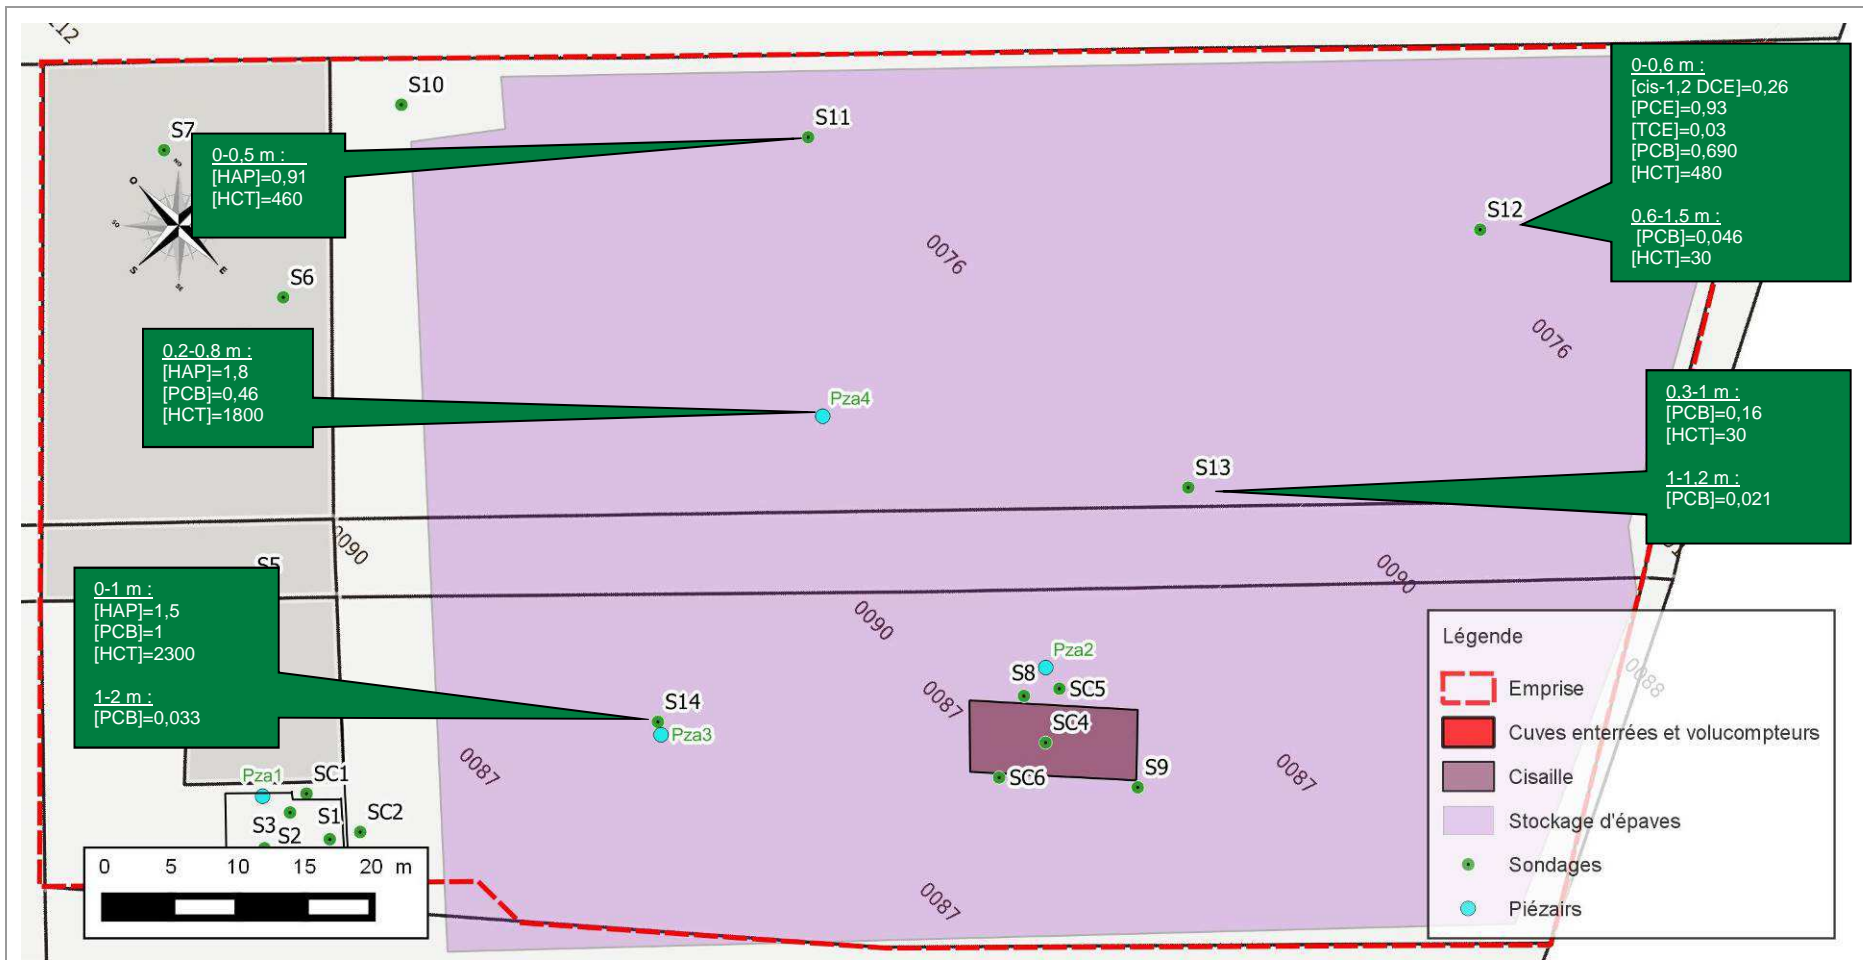 S10
S7
S11
0-0,5 m :
[HAP]=0,91
[HCT]=460
0-0,6 m :
[cis-1,2 DCE]=0,26
[PCE]=0,93
[TCE]=0,03
[PCB]=0,690
[HCT]=480
0,6-1,5 m :
[PCB]=0,046
[HCT]=30
S12
NO
O
SO
S
SE
E
0076
S6
0076
0,2-0,8 m :
[HAP]=1,8
[PCB]=0,46
[HCT]=1800
Pza4
0,3-1 m :
[PCB]=0,16
[HCT]=30
1-1,2 m :
[PCB]=0,021
S13
0090
S5
0090
0-1 m :
[HAP]=1,5
[PCB]=1
[HCT]=2300
1-2 m :
[PCB]=0,033
0090
Pza2
S8
SC5
0087
S14
Pza3
SC4
0088
0087
SC6
S9
0087
Pza1
SC1
S3
S2
S1
SC2
0087
0 5 10 15 20 m
Légende
Emprise
Cuves enterrées et volucompteurs
Cisaille
Stockage d'épaves
Sondages
Piézairs